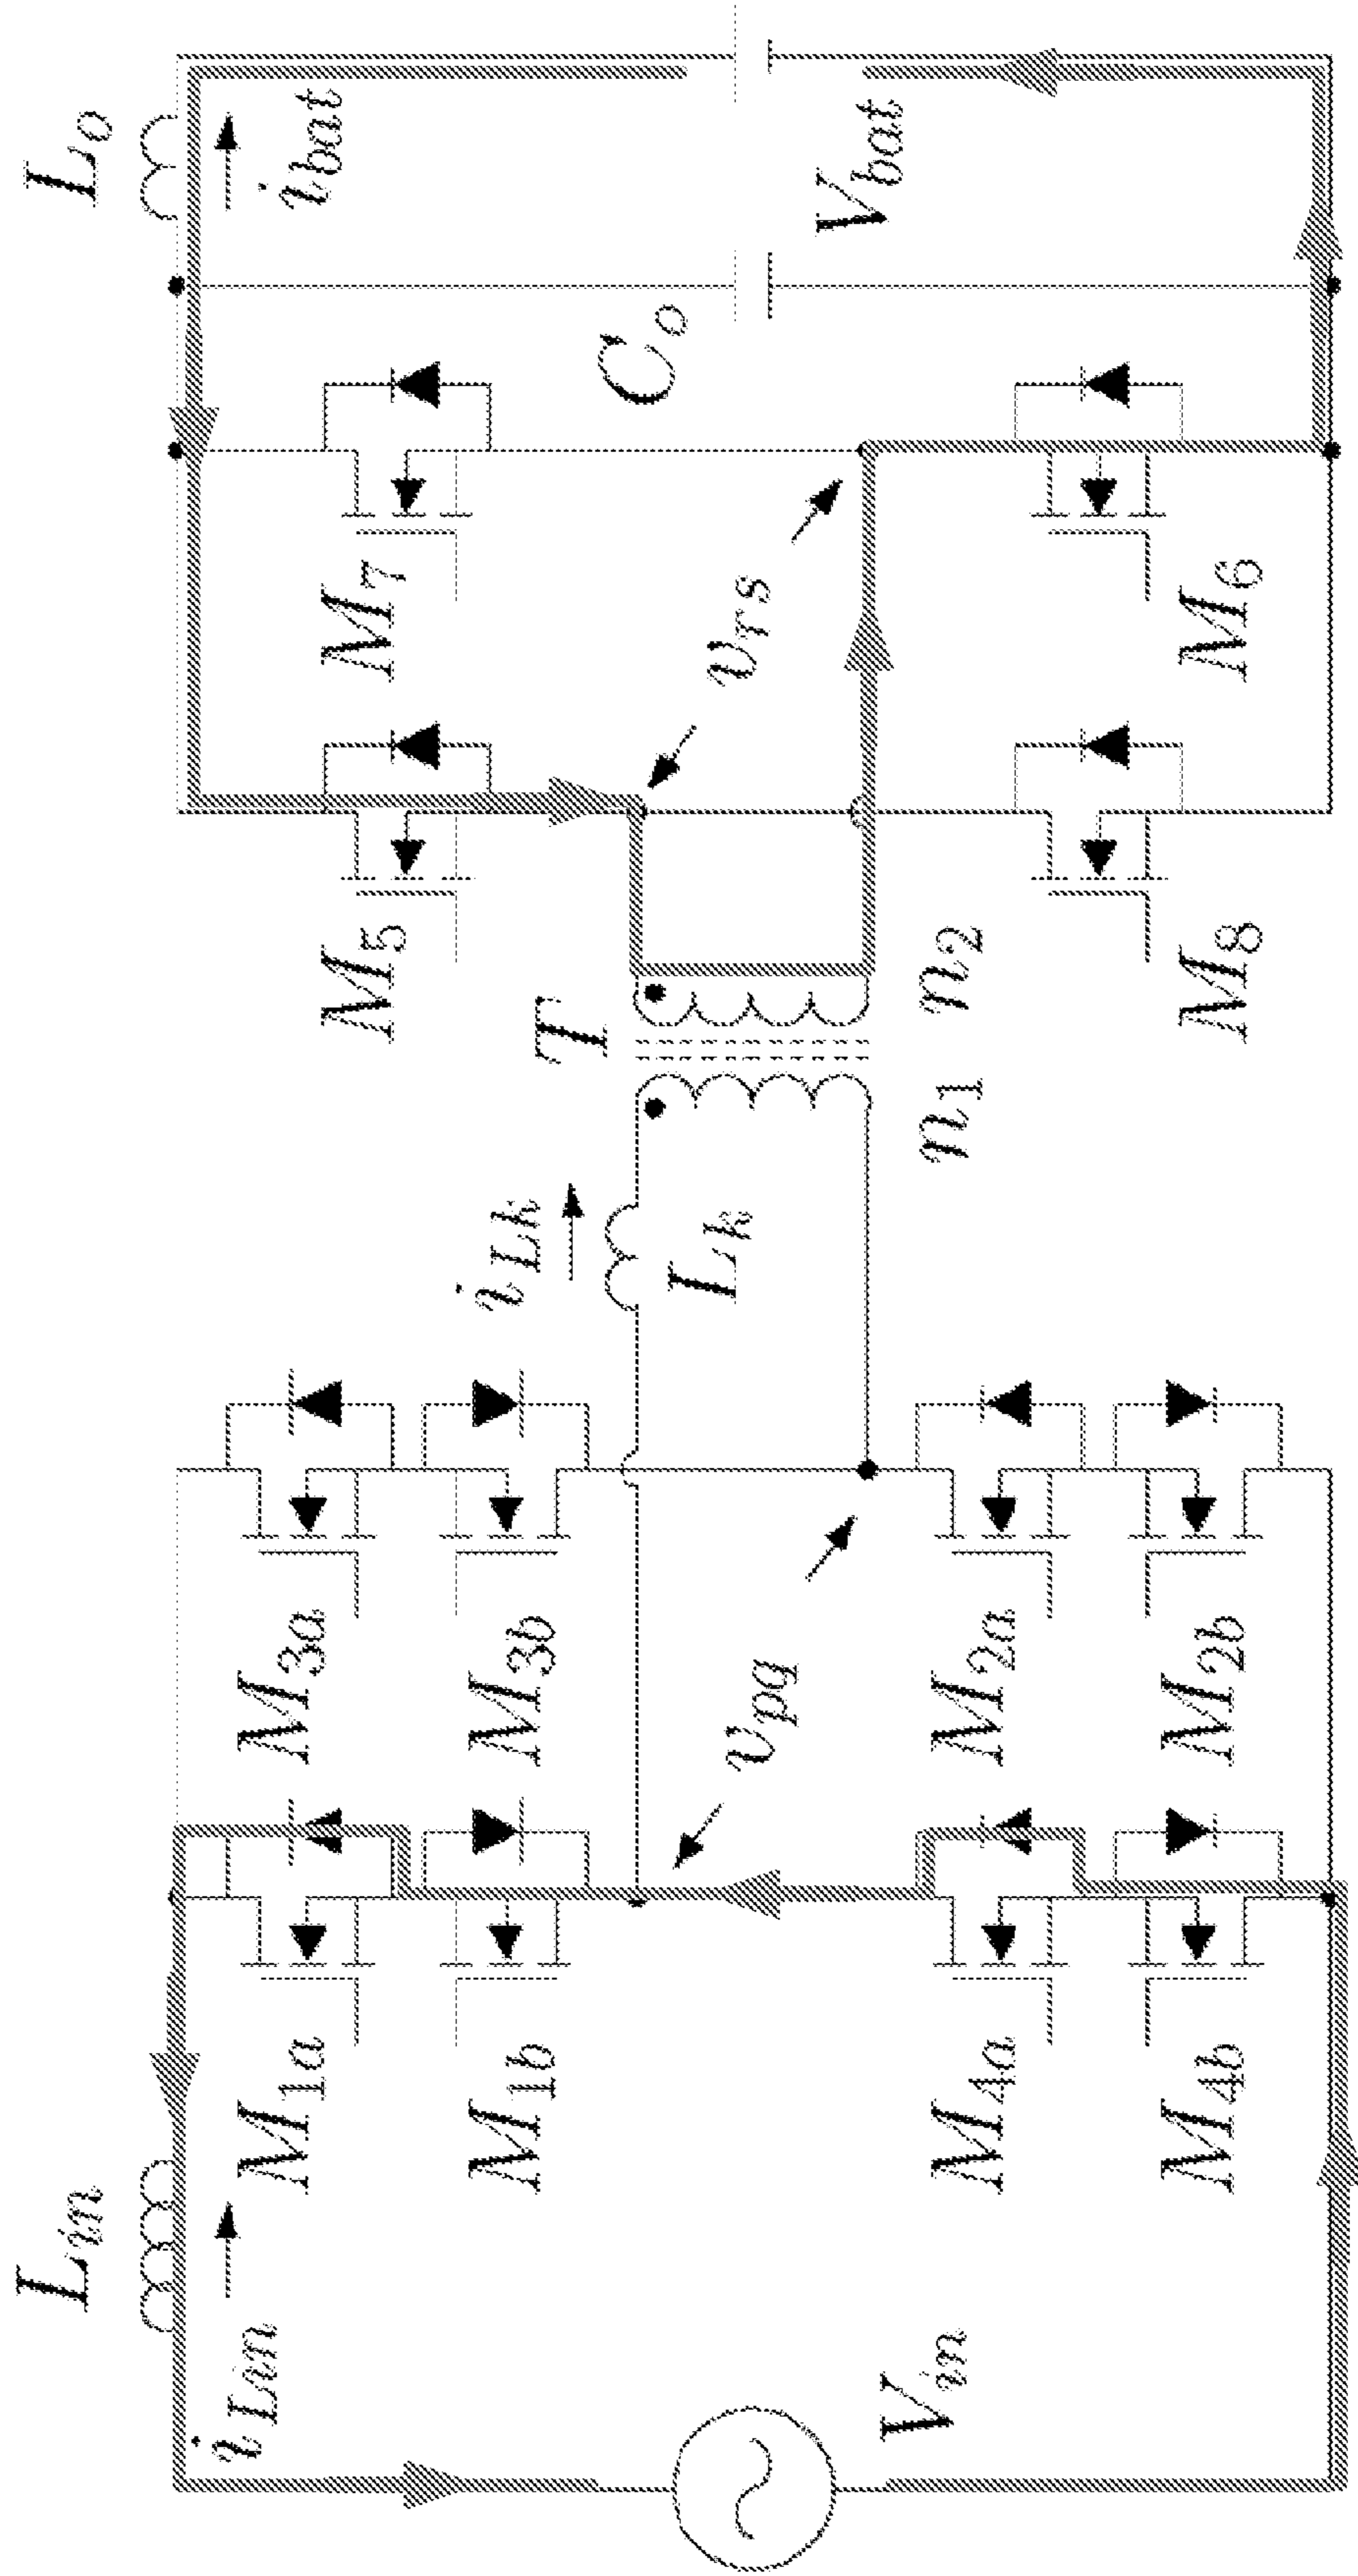 L_in
i_Lin
V_in
M_1a
M_1b
M_4a
M_4b
v_pq
M_3a
M_3b
M_2a
M_2b
i_Lk
L_k
T
n_1 n_2
M_5
M_8
v_rs
M_7
M_6
C_o
L_o
i_bat
V_bat